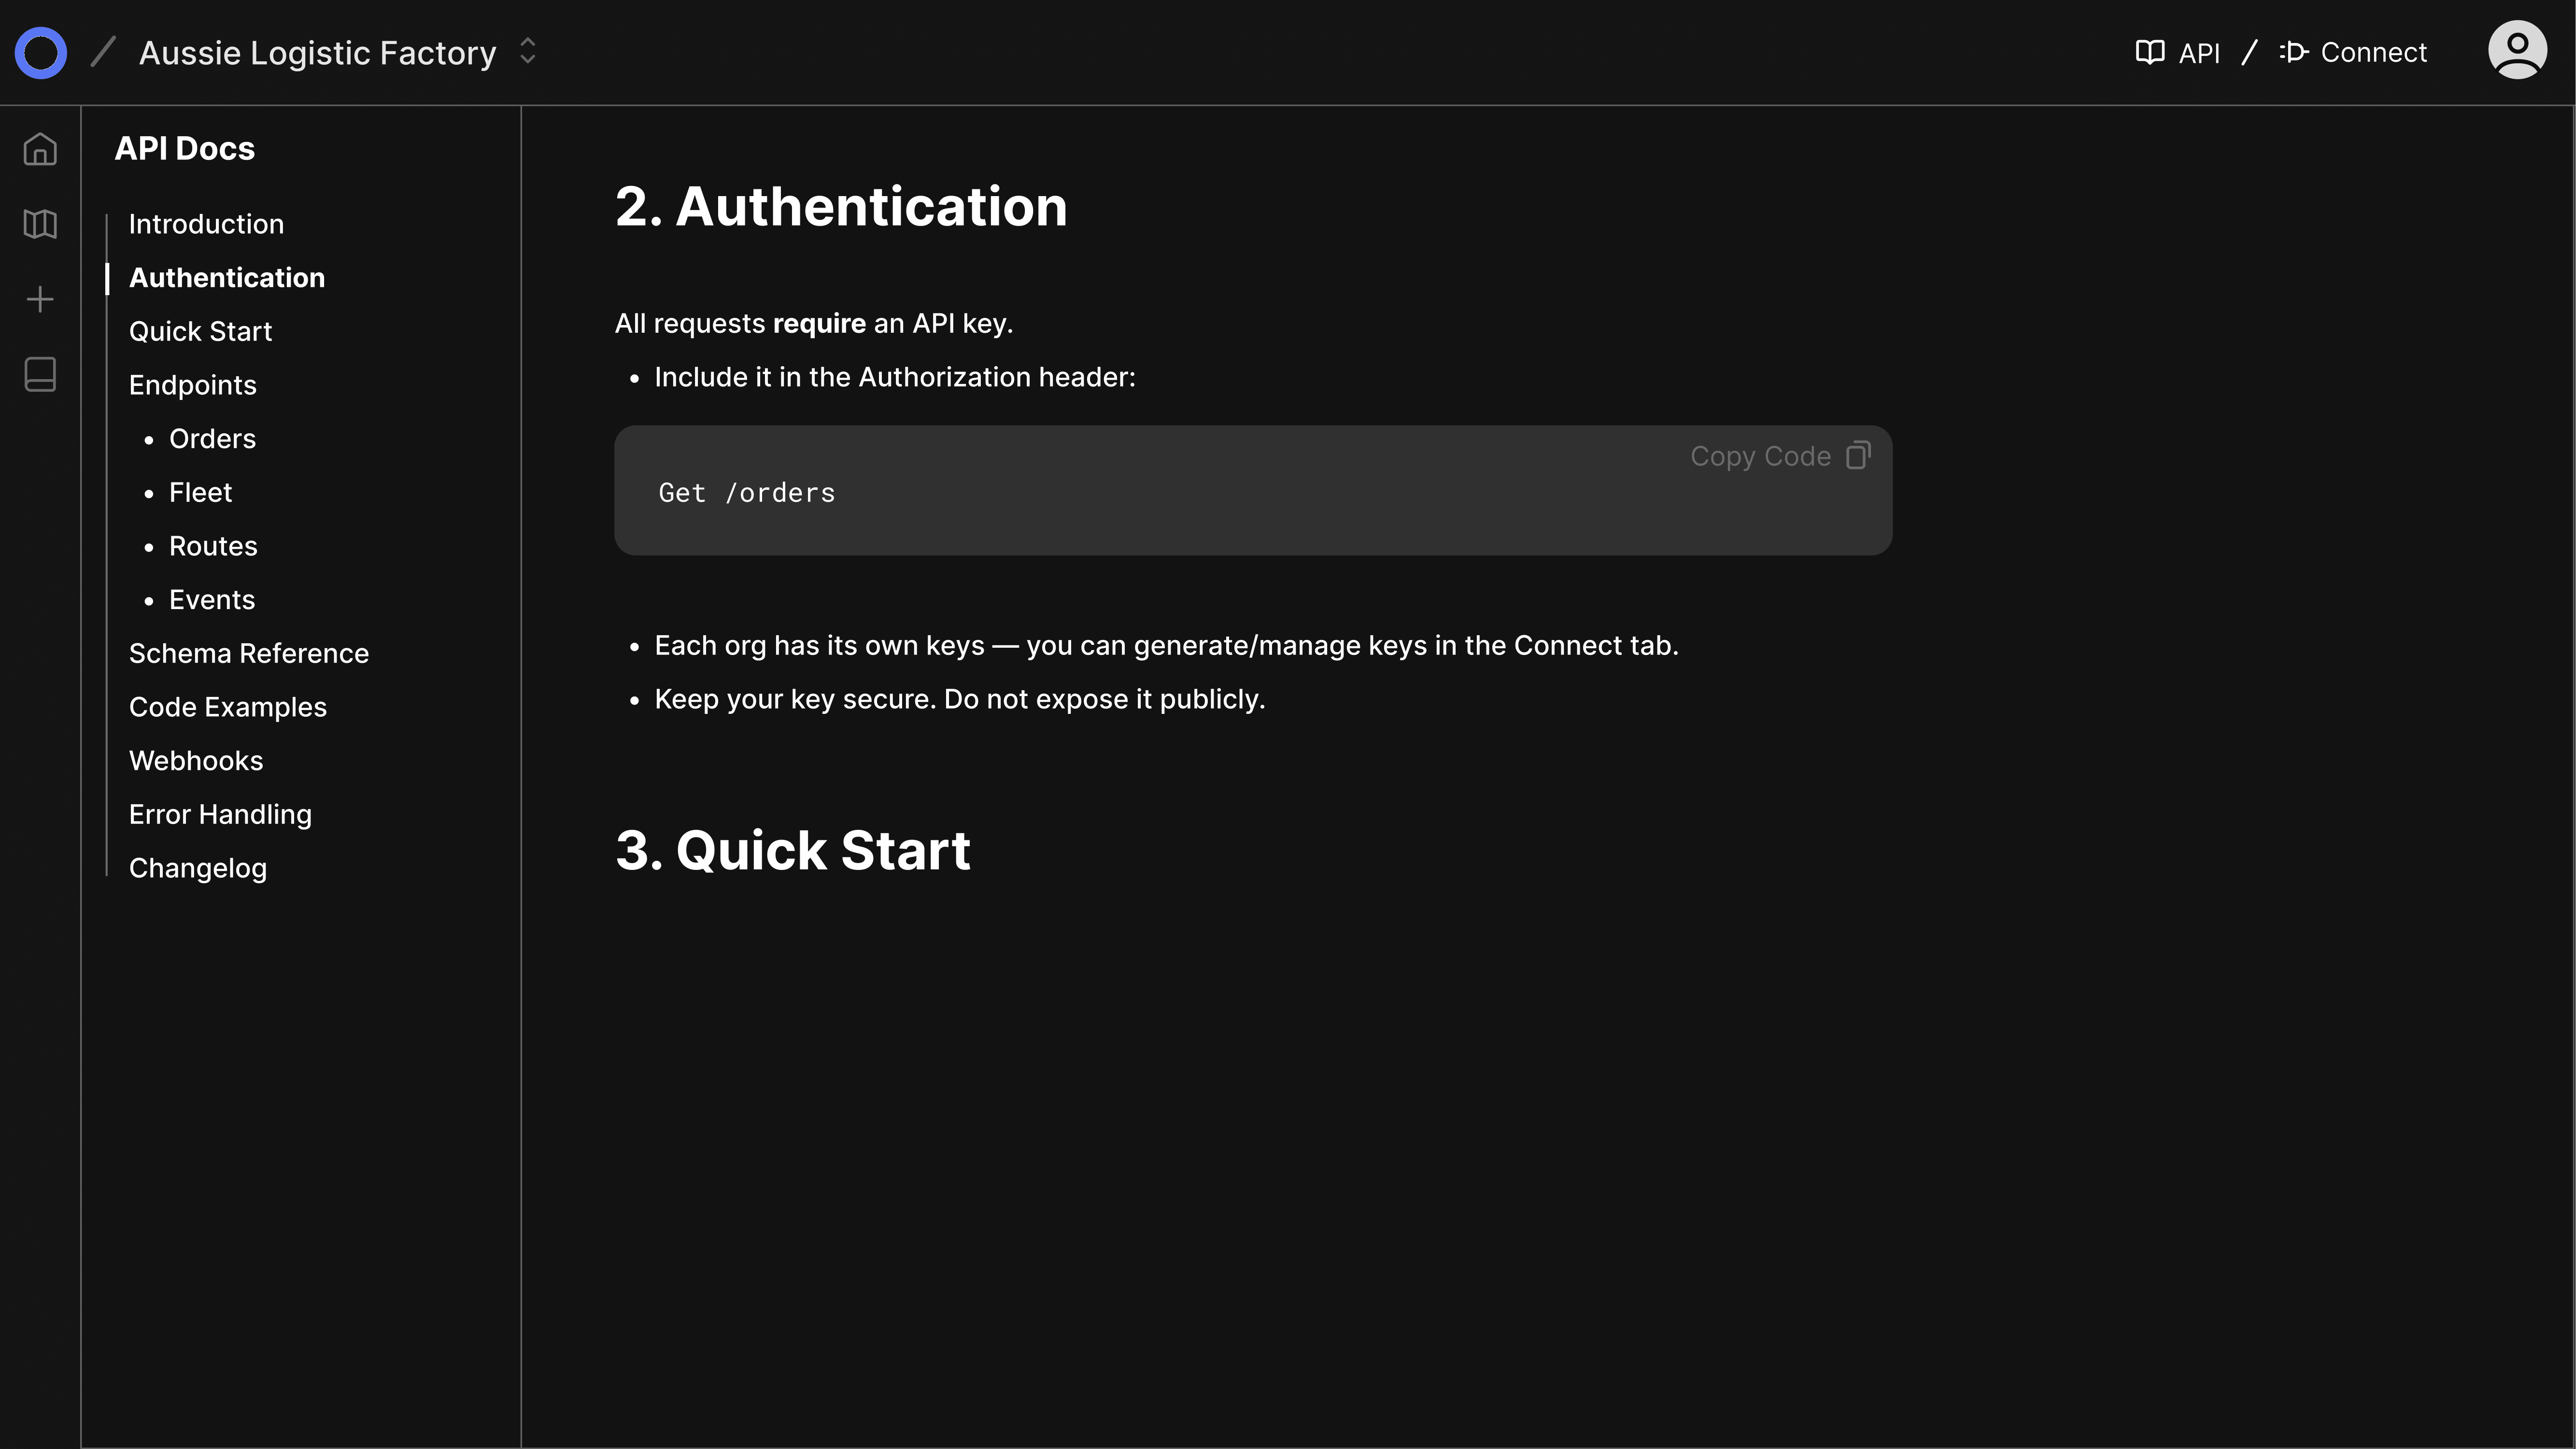 Aussie Logistic Factory
API / Connect
API Docs
Introduction
Authentication
Quick Start
Endpoints
• Orders
• Fleet
• Routes
• Events
Schema Reference
Code Examples
Webhooks
Error Handling
Changelog
2. Authentication
All requests require an API key.
• Include it in the Authorization header:
Copy Code
Get /orders
• Each org has its own keys — you can generate/manage keys in the Connect tab.
• Keep your key secure. Do not expose it publicly.
3. Quick Start